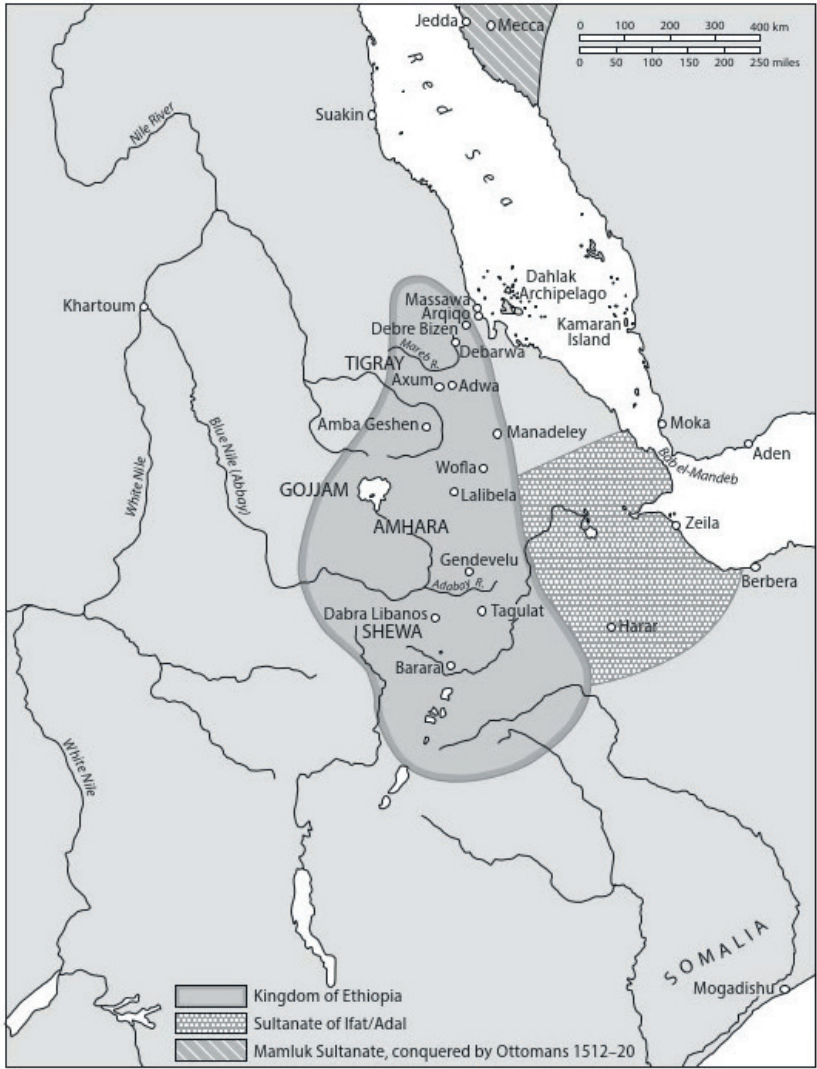 Jedda
Mecca
0 100 200 300 400 km
0 50 100 150 200 250 miles
Red Sea
Suakin
Nile River
Khartoum
Dahlak
Archipelago
Massawa
Arqiqo
Kamaran
Island
Debre Bizen
Debarwa
Mareb R.
TIGRAY
Axum
Adwa
Amba Geshen
Manadeley
Moka
Aden
Bab el-Mandeb
Wofla
White Nile
Blue Nile (Abbay)
GOJJAM
Lalibela
AMHARA
Zeila
Gendevelu
Berbera
Adabay R.
Dabra Libanos
Tagulat
SHEWA
Harar
Barara
White Nile
SOMALIA
Mogadishu
Kingdom of Ethiopia
Sultanate of Ifat/Adal
Mamluk Sultanate, conquered by Ottomans 1512–20